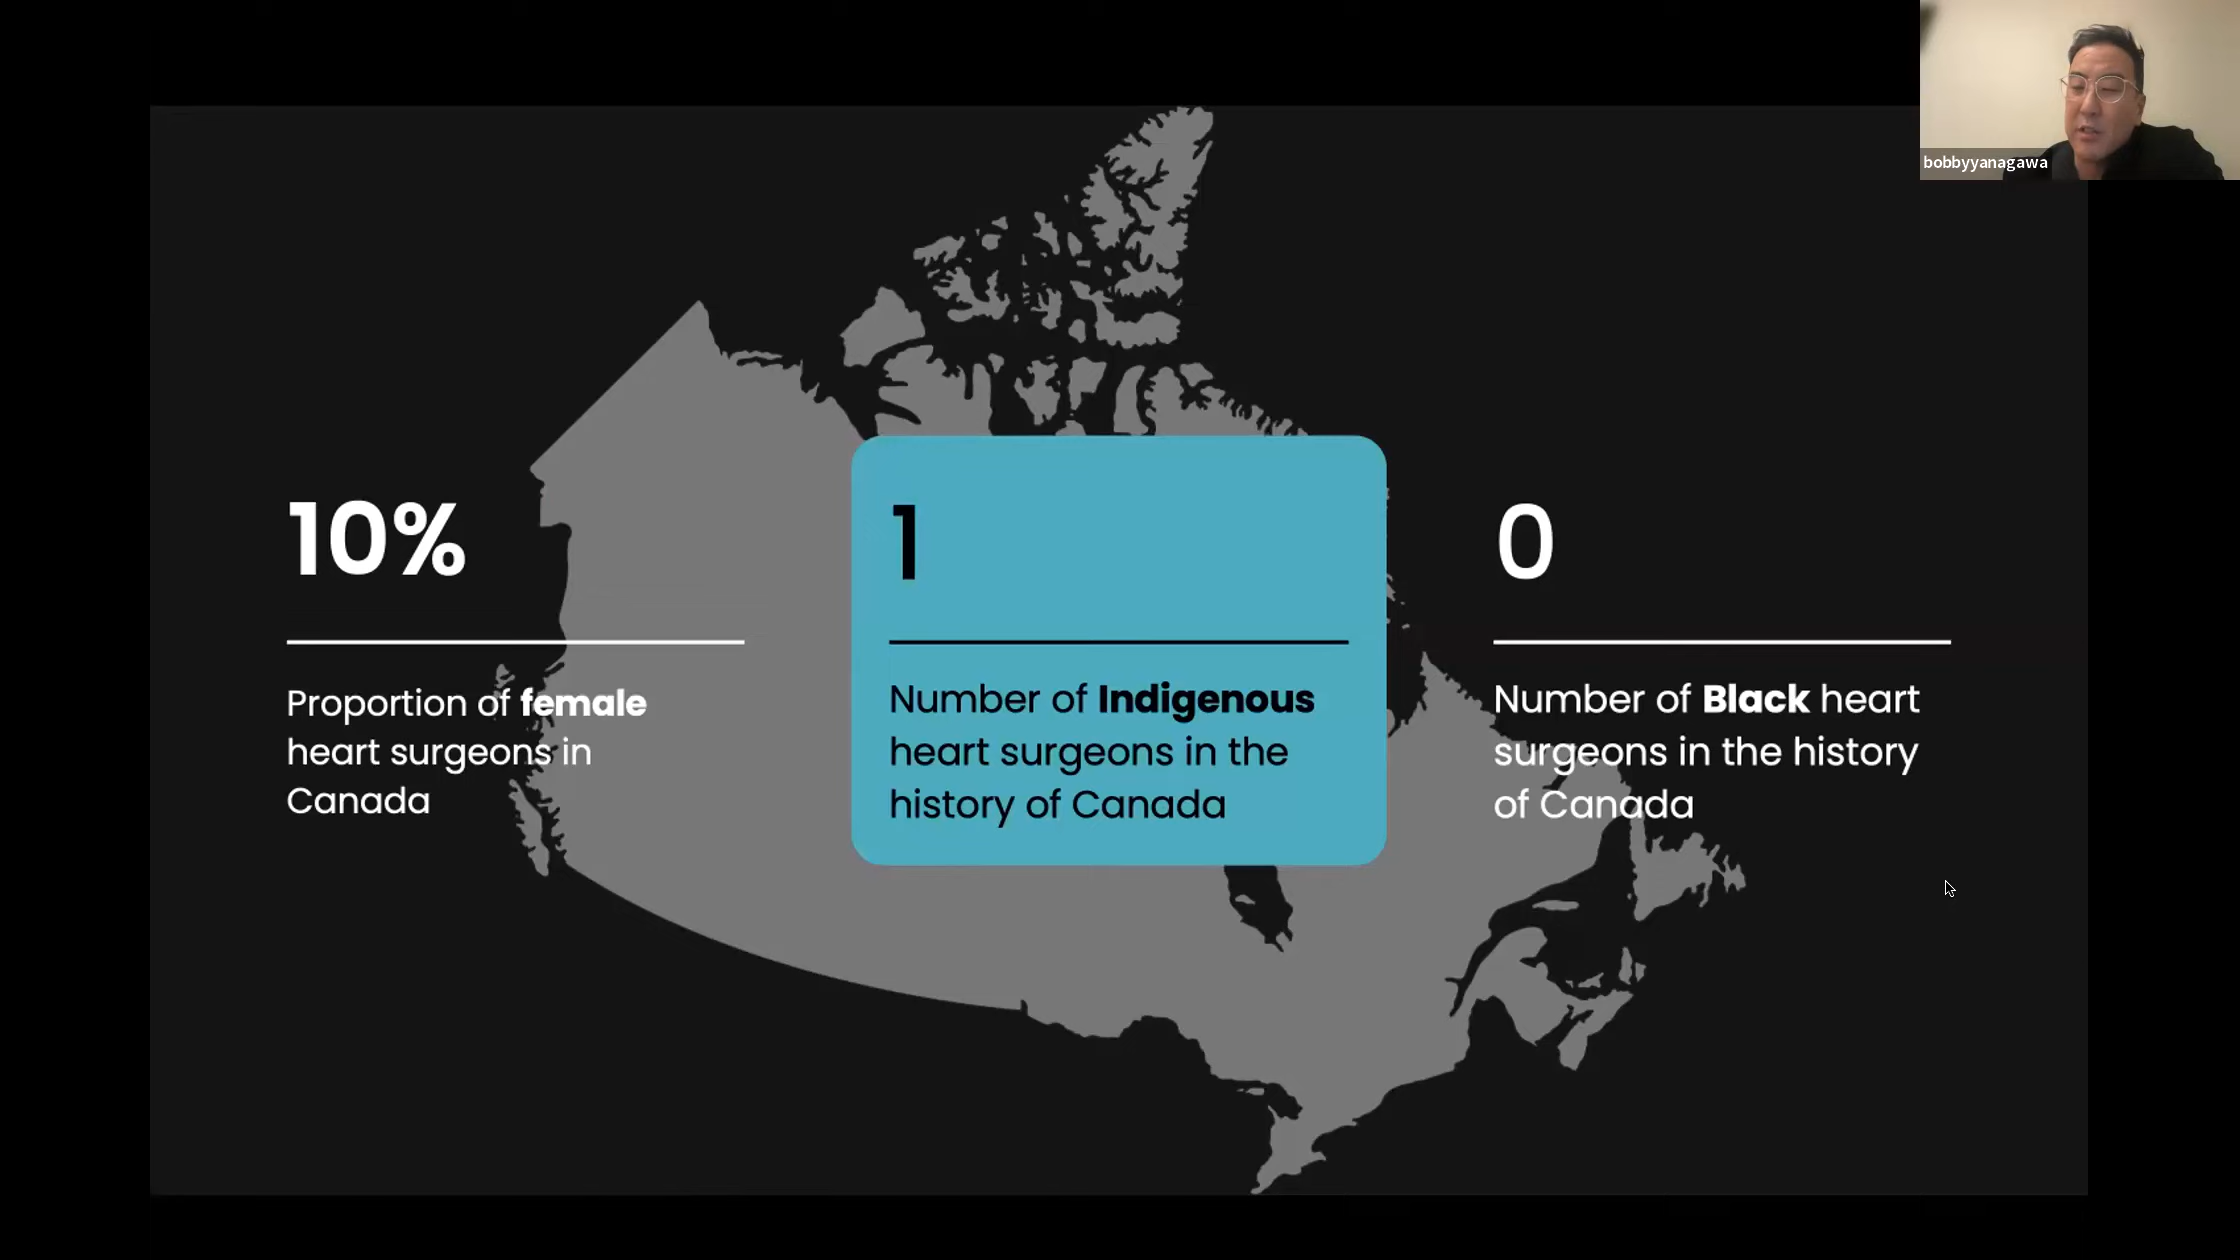 bobbyyanagawa
10%
Proportion of female
heart surgeons in
Canada
1
Number of Indigenous
heart surgeons in the
history of Canada
0
Number of Black heart
surgeons in the history
of Canada